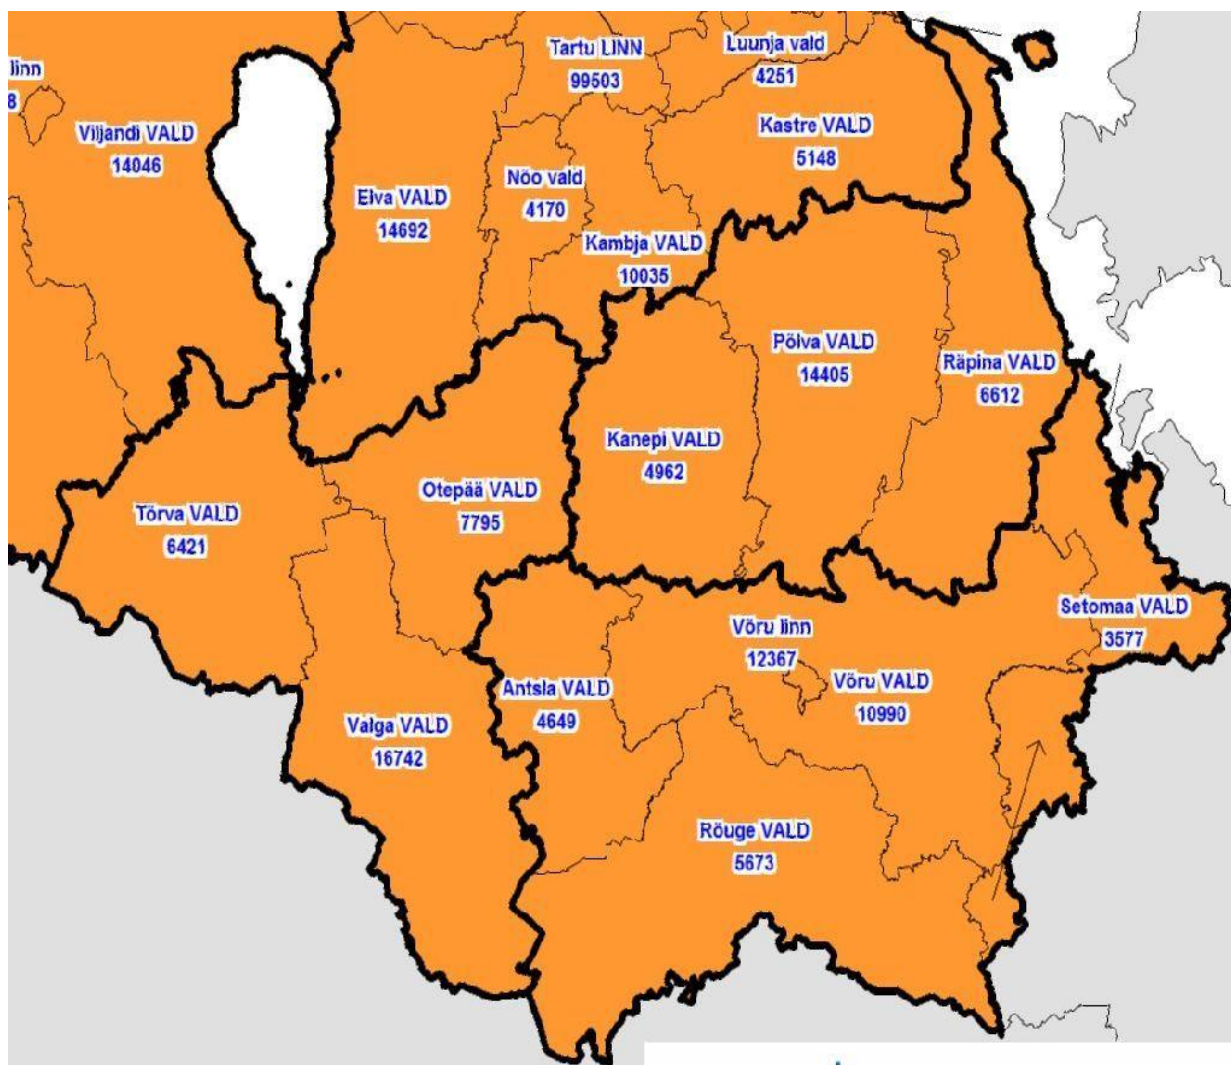 Tartu LINN
99503
Luunja vald
4251
linn
8
Viljandi VALD
14046
Kastre VALD
5148
Elva VALD
14692
Nõo vald
4170
Kambja VALD
10035
Põlva VALD
14405
Räpina VALD
6612
Kanepi VALD
4962
Otepää VALD
7795
Tõrva VALD
6421
Setomaa VALD
3577
Võru linn
12367
Võru VALD
10990
Antsla VALD
4649
Valga VALD
16742
Rõuge VALD
5673